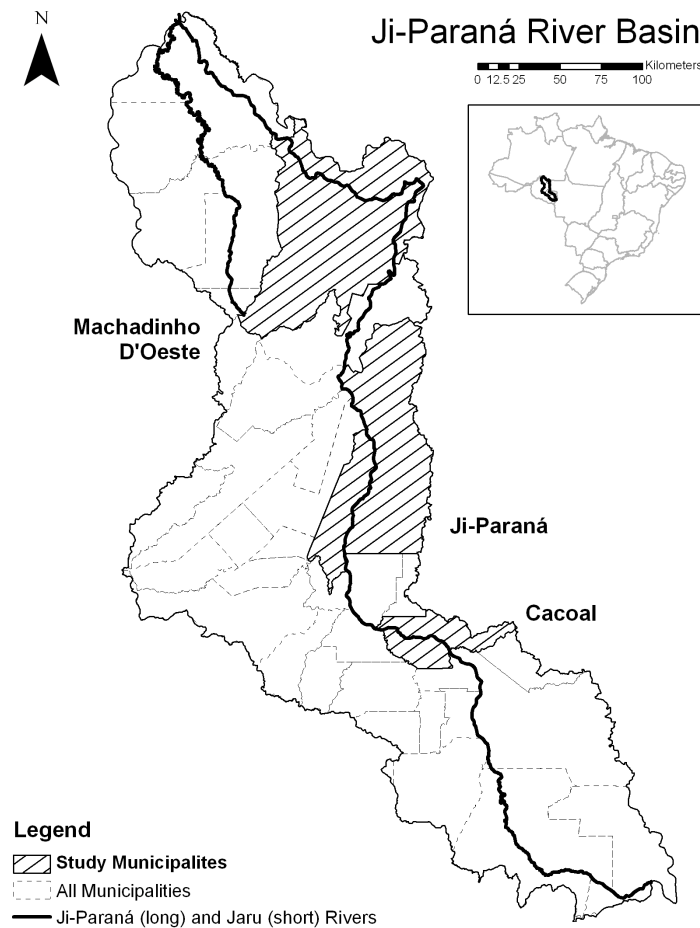 N
Ji-Paraná River Basin
Kilometers
0 12.5 25 50 75 100
Machadinho
D'Oeste
Ji-Paraná
Cacoal
Legend
Study Municipalites
All Municipalities
Ji-Paraná (long) and Jaru (short) Rivers